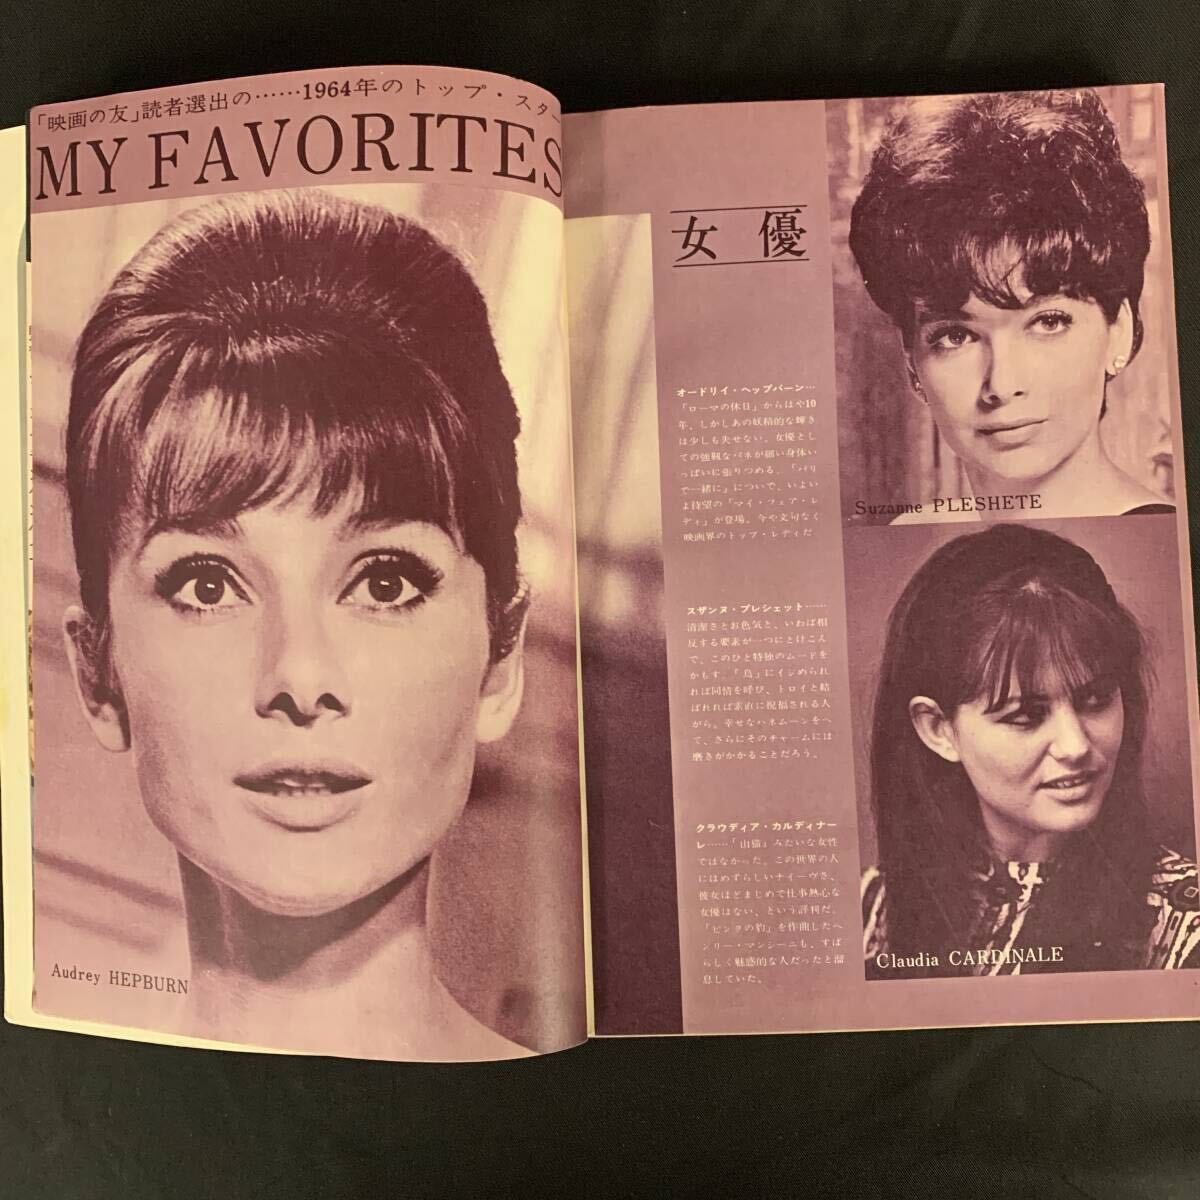 「映画の友」読者選出の……1964年のトップ・スター
MY FAVORITES
Audrey HEPBURN
女優
オードリイ・ヘップバーン…
「ローマの休日」からはや10
年、しかしあの妖精的な輝き
は少しも失せない。女優とし
ての強靱なバネが細い身体い
っぱいに張りつめる。「パリ
で一緒に」についで、いよい
よ待望の「マイ・フェア・レ
ディ」が登場。今や文句なく
映画界のトップ・レディだ
スザンヌ・プレシェット……
清潔さとお色気と、いわば相
反する要素が一つにとけこん
で、このひと特独のムードを
かもす。「鳥」にイジめられ
れば同情を呼び、トロイと結
ばれれば素直に祝福される人
がら。幸せなハネムーンをへ
て、さらにそのチャームには
磨きがかかることだろう。
クラウディア・カルディナー
レ……「山猫」みたいな女性
ではなかった。この世界の人
にはめずらしいナイーヴさ、
彼女ほどまじめで仕事熱心な
女優はない、という評判だ。
「ピンクの豹」を作曲したヘ
ンリー・マンシーニも、すば
らしく魅惑的な人だったと溜
息していた。
Suzanne PLESHETE
Claudia CARDINALE